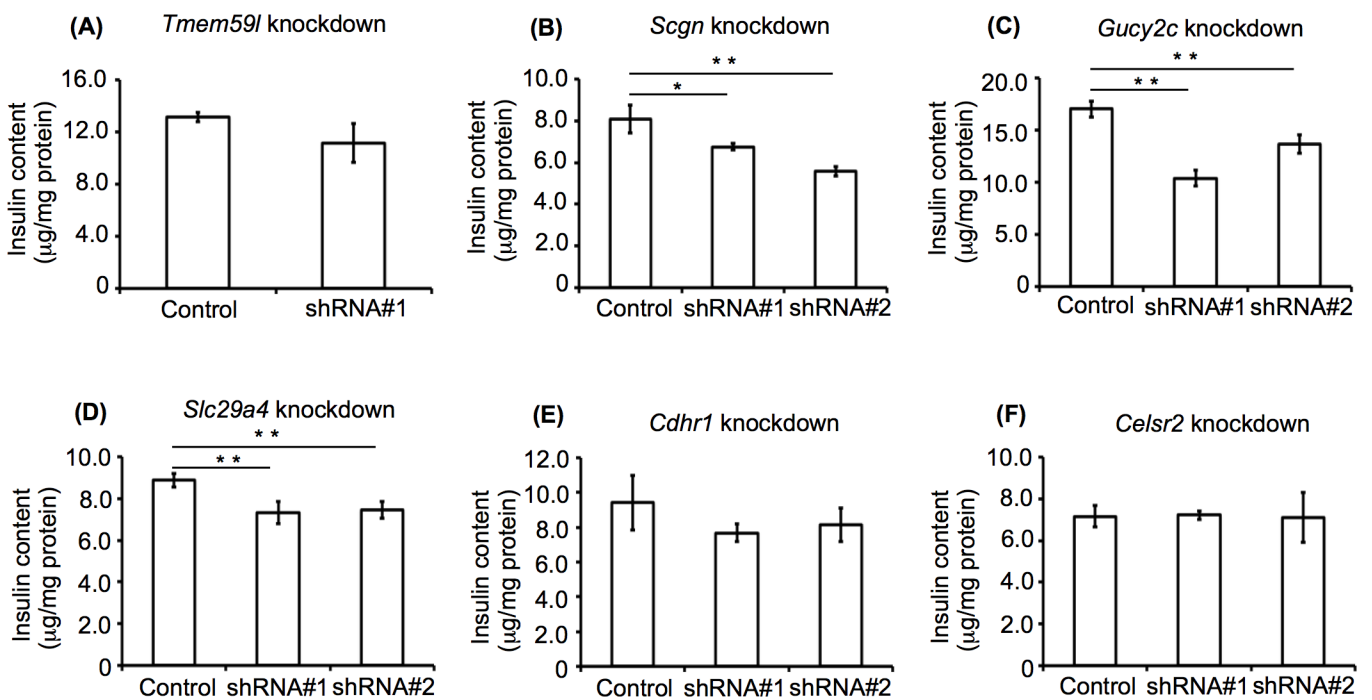 (A) Tmem59l knockdown
Insulin content
(µg/mg protein)
16.0
12.0
8.0
4.0
0
Control shRNA#1
(B) Scgn knockdown
Insulin content
(µg/mg protein)
* *
*
10.0
8.0
6.0
4.0
2.0
0
Control shRNA#1 shRNA#2
(C) Gucy2c knockdown
Insulin content
(µg/mg protein)
* *
* *
20.0
15.0
10.0
5.0
0
Control shRNA#1 shRNA#2
(D) Slc29a4 knockdown
Insulin content
(µg/mg protein)
* *
* *
10.0
8.0
6.0
4.0
2.0
0
Control shRNA#1 shRNA#2
(E) Cdhr1 knockdown
Insulin content
(µg/mg protein)
12.0
10.0
8.0
6.0
4.0
2.0
0
Control shRNA#1 shRNA#2
(F) Celsr2 knockdown
Insulin content
(µg/mg protein)
10.0
8.0
6.0
4.0
2.0
0
Control shRNA#1 shRNA#2